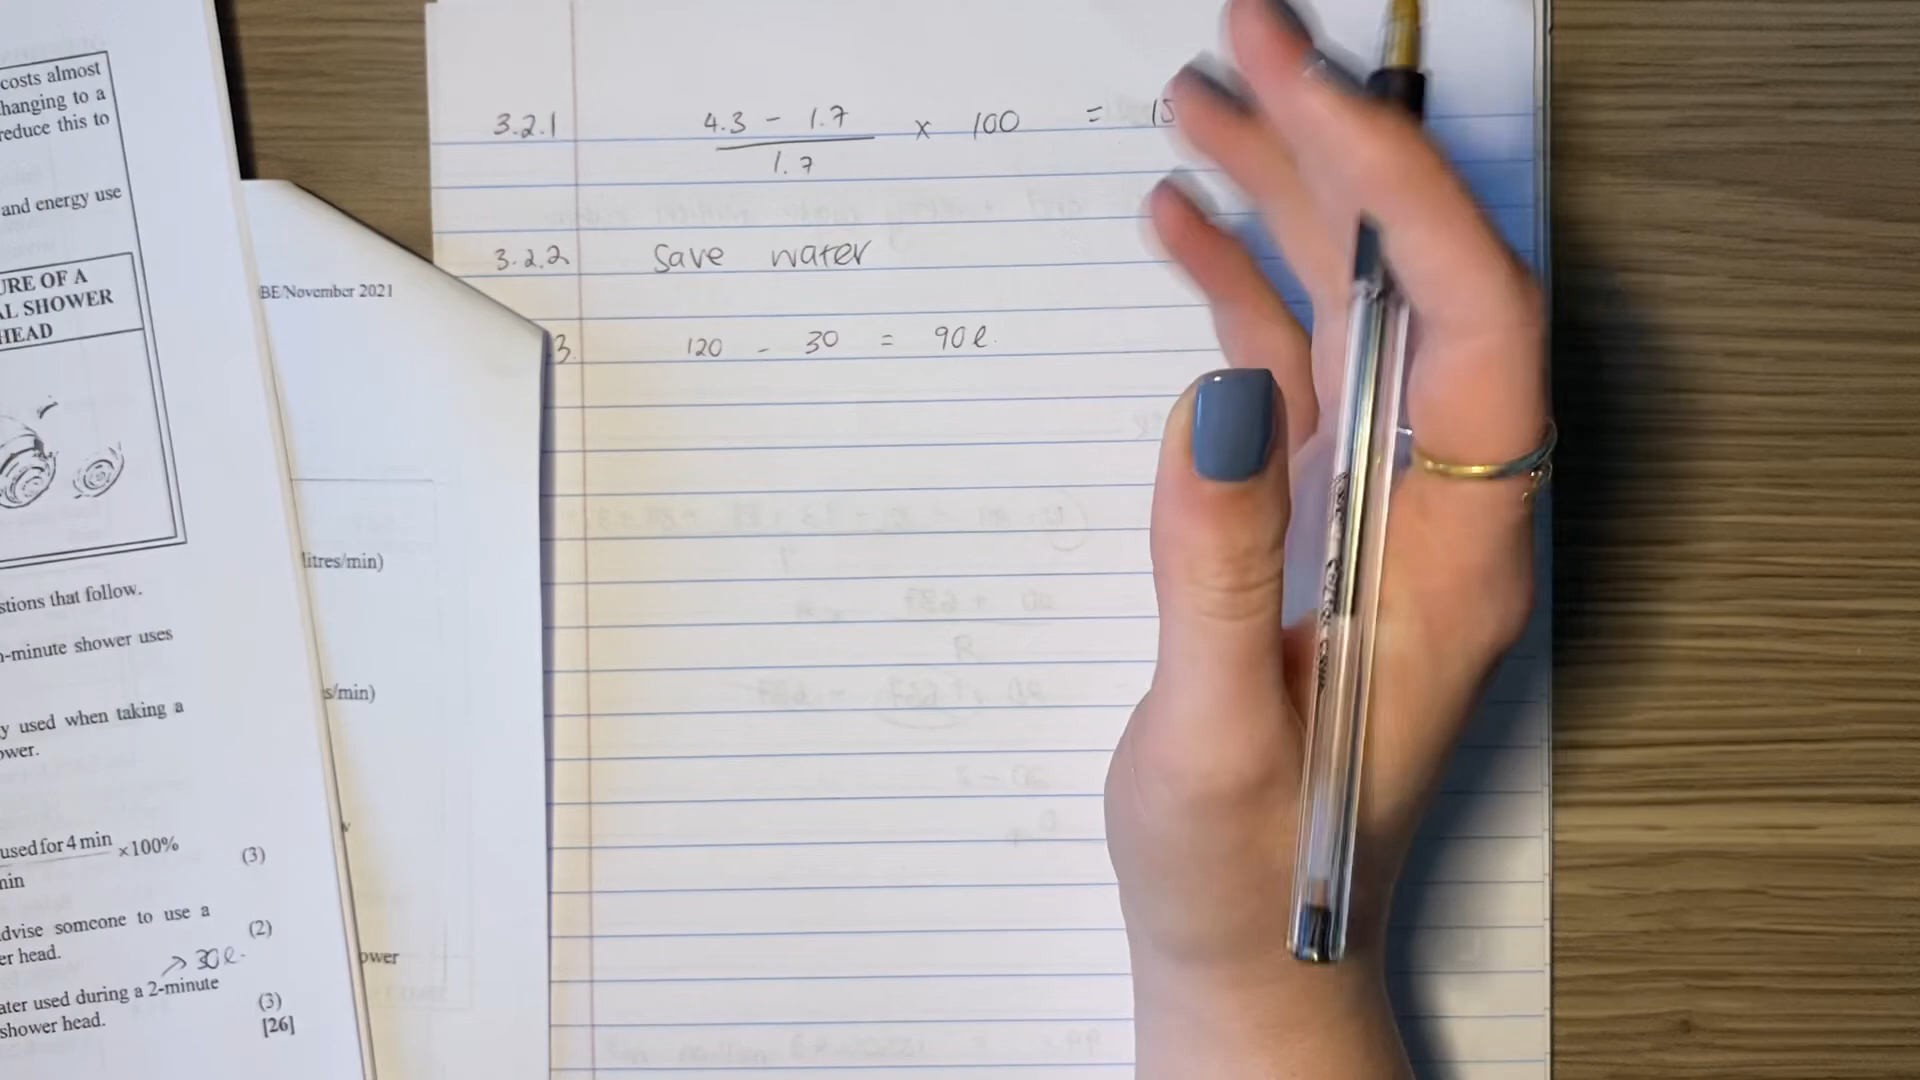 costs almost
hanging to a
reduce this to
and energy use
URE OF A
AL SHOWER
HEAD
stions that follow.
n-minute shower uses
y used when taking a
ower.
used for 4 min ×100%
min
(3)
dvise someone to use a
er head.
(2)
→ 30 l.
ater used during a 2-minute
shower head.
(3)
[26]
BE/November 2021
litres/min)
s/min)
ower
3.2.1 4.3 - 1.7 x 100 = 15
1.7
3.2.2 Save water
3. 120 - 30 = 90 l.